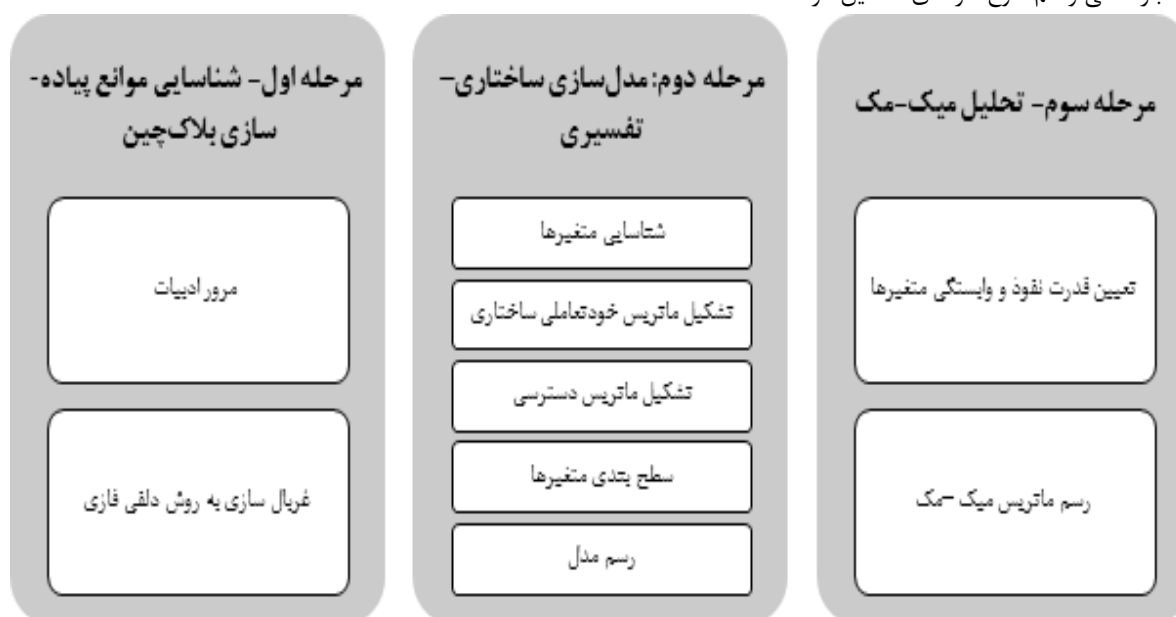 مرحله اول- شناسایی موانع پیاده-
سازی بلاک‌چین
مرور ادبیات
غربال سازی به روش دلفی فازی
مرحله دوم: مدل‌سازی ساختاری-
تفسیری
شناسایی متغیرها
تشکیل ماتریس خودتعاملی ساختاری
تشکیل ماتریس دسترسی
سطح بندی متغیرها
رسم مدل
مرحله سوم- تحلیل میک-مک
تعیین قدرت نفوذ و وابستگی متغیرها
رسم ماتریس میک -مک